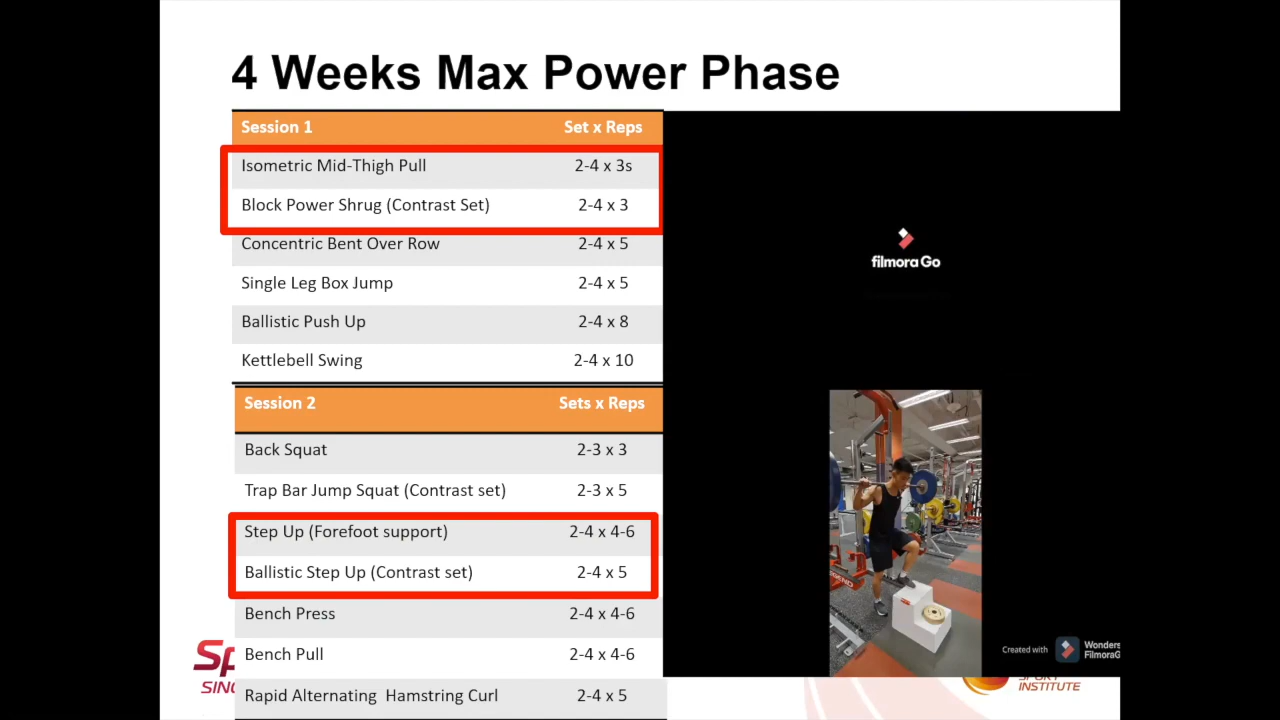 4 Weeks Max Power Phase
Session 1 Set x Reps
Isometric Mid-Thigh Pull 2-4 x 3s
Block Power Shrug (Contrast Set) 2-4 x 3
Concentric Bent Over Row 2-4 x 5
Single Leg Box Jump 2-4 x 5
Ballistic Push Up 2-4 x 8
Kettlebell Swing 2-4 x 10
Session 2 Sets x Reps
Back Squat 2-3 x 3
Trap Bar Jump Squat (Contrast set) 2-3 x 5
Step Up (Forefoot support) 2-4 x 4-6
Ballistic Step Up (Contrast set) 2-4 x 5
Bench Press 2-4 x 4-6
Bench Pull 2-4 x 4-6
Rapid Alternating Hamstring Curl 2-4 x 5
filmora Go
Created with
Wonders
FilmoraG
Sp
SING
SPORT
INSTITUTE